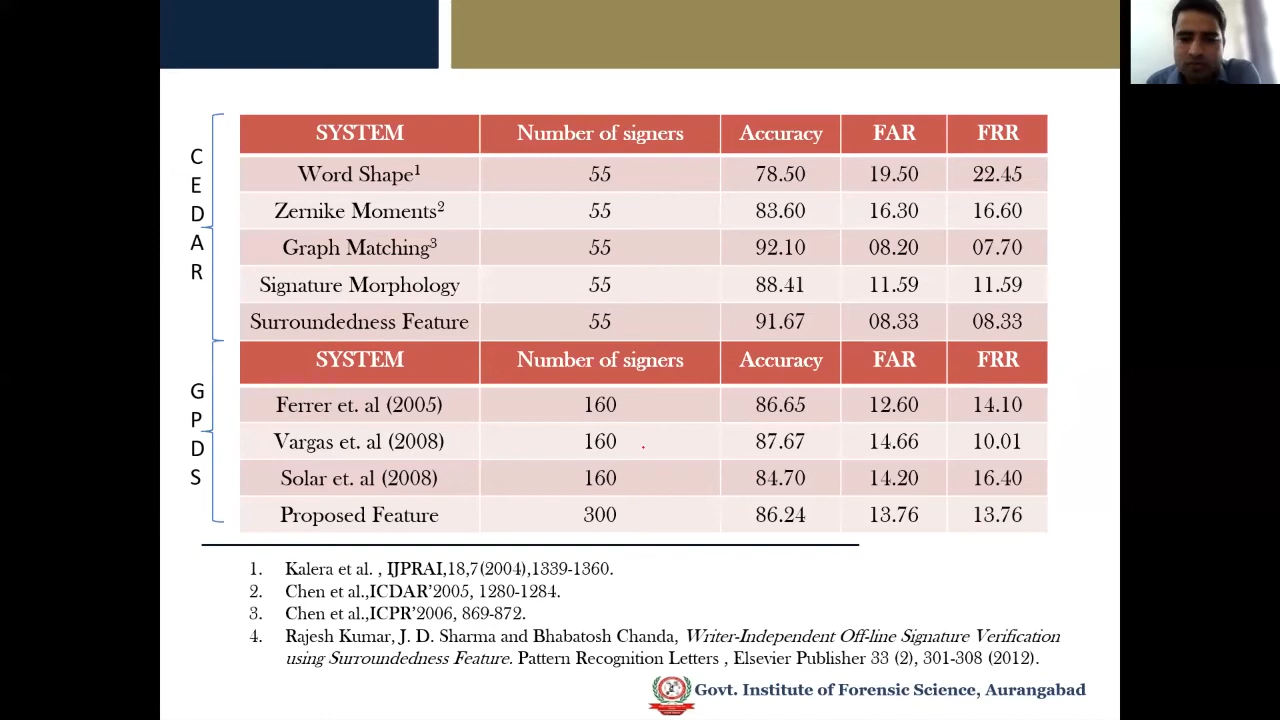 C
E
D
A
R
SYSTEM Number of signers Accuracy FAR FRR
Word Shape¹ 55 78.50 19.50 22.45
Zernike Moments² 55 83.60 16.30 16.60
Graph Matching³ 55 92.10 08.20 07.70
Signature Morphology 55 88.41 11.59 11.59
Surroundedness Feature 55 91.67 08.33 08.33
G
P
D
S
SYSTEM Number of signers Accuracy FAR FRR
Ferrer et. al (2005) 160 86.65 12.60 14.10
Vargas et. al (2008) 160 87.67 14.66 10.01
Solar et. al (2008) 160 84.70 14.20 16.40
Proposed Feature 300 86.24 13.76 13.76
1. Kalera et al. , IJPRAI,18,7(2004),1339-1360.
2. Chen et al.,ICDAR'2005, 1280-1284.
3. Chen et al.,ICPR'2006, 869-872.
4. Rajesh Kumar, J. D. Sharma and Bhabatosh Chanda, Writer-Independent Off-line Signature Verification
using Surroundedness Feature. Pattern Recognition Letters , Elsevier Publisher 33 (2), 301-308 (2012).
Govt. Institute of Forensic Science, Aurangabad